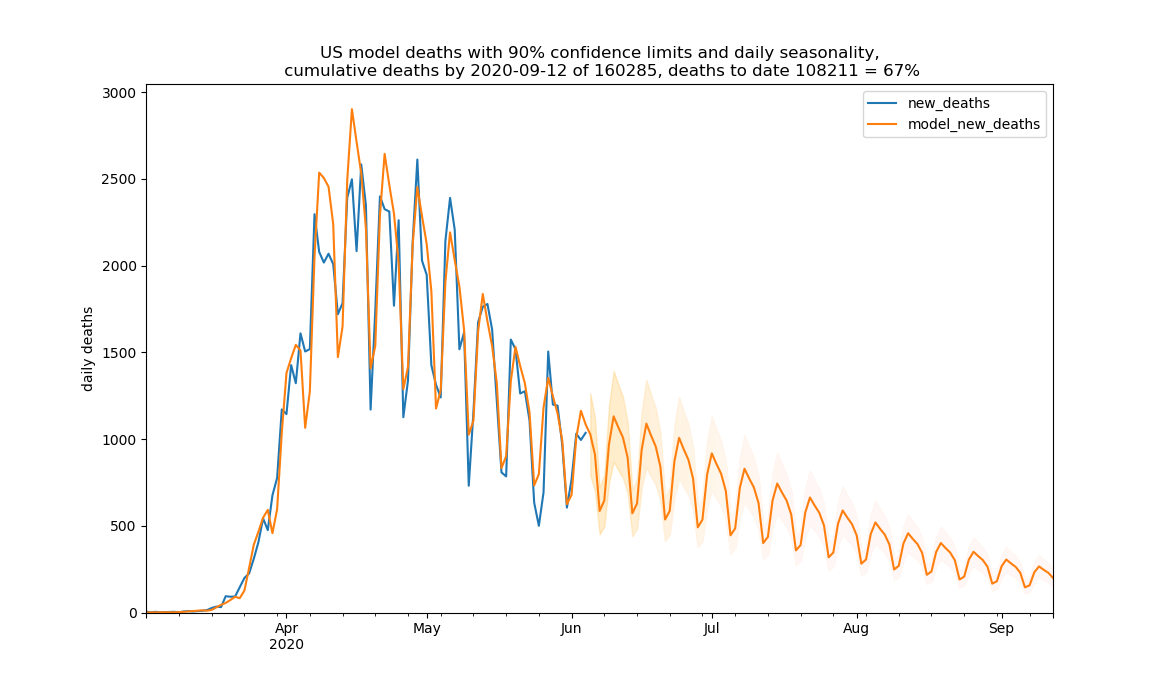 US model deaths with 90% confidence limits and daily seasonality,
cumulative deaths by 2020-09-12 of 160285, deaths to date 108211 = 67%
new_deaths
model_new_deaths
3000
2500
2000
1500
1000
500
0
daily deaths
Apr
2020
May
Jun
Jul
Aug
Sep